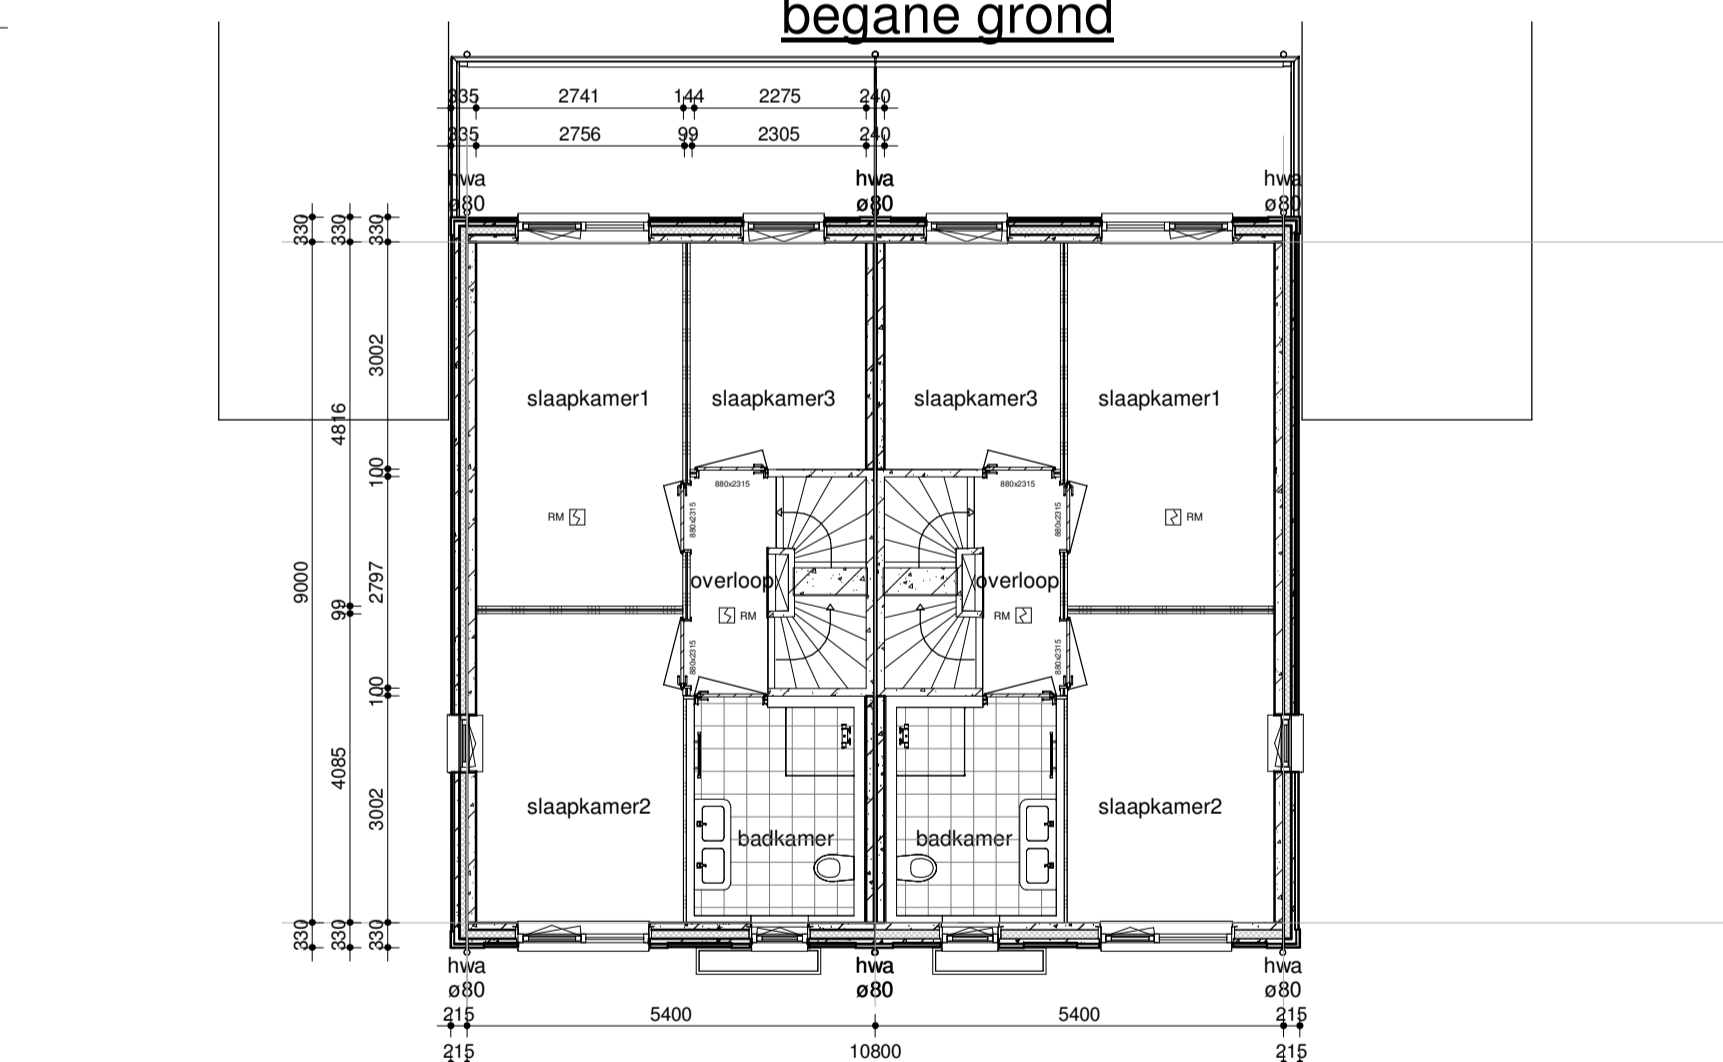 begane grond
335 2741 144 2275 240
335 2756 99 2305 240
hwa hwa hwa
ø80 ø80 ø80
330 330 330
3002
slaapkamer1 slaapkamer3 slaapkamer3 slaapkamer1
4816
100
880x2315 880x2315
880x2315 880x2315
RM RM
9000 99 2797
overloop overloop
RM RM
880x2315 880x2315
100
4085
3002
slaapkamer2 slaapkamer2
badkamer badkamer
330 330 330
hwa hwa hwa
ø80 ø80 ø80
215 5400 5400 215
215 10800 215